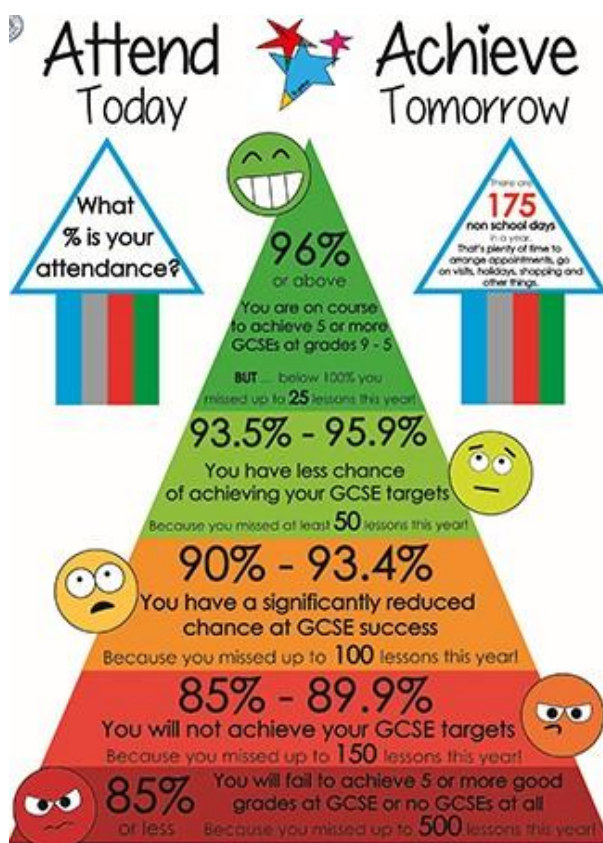 Attend
Today
Achieve
Tomorrow
What
% is your
attendance?
There are
175
non school days
in a year.
That's plenty of time to
arrange appointments, go
on visits, holidays, shopping and
other things.
96%
or above
You are on course
to achieve 5 or more
GCSEs at grades 9 - 5
BUT ... below 100% you
missed up to 25 lessons this year!
93.5% - 95.9%
You have less chance
of achieving your GCSE targets
Because you missed at least 50 lessons this year!
90% - 93.4%
You have a significantly reduced
chance at GCSE success
Because you missed up to 100 lessons this year!
85% - 89.9%
You will not achieve your GCSE targets
Because you missed up to 150 lessons this year!
85%
or less
You will fail to achieve 5 or more good
grades at GCSE or no GCSEs at all
Because you missed up to 500 lessons this year!